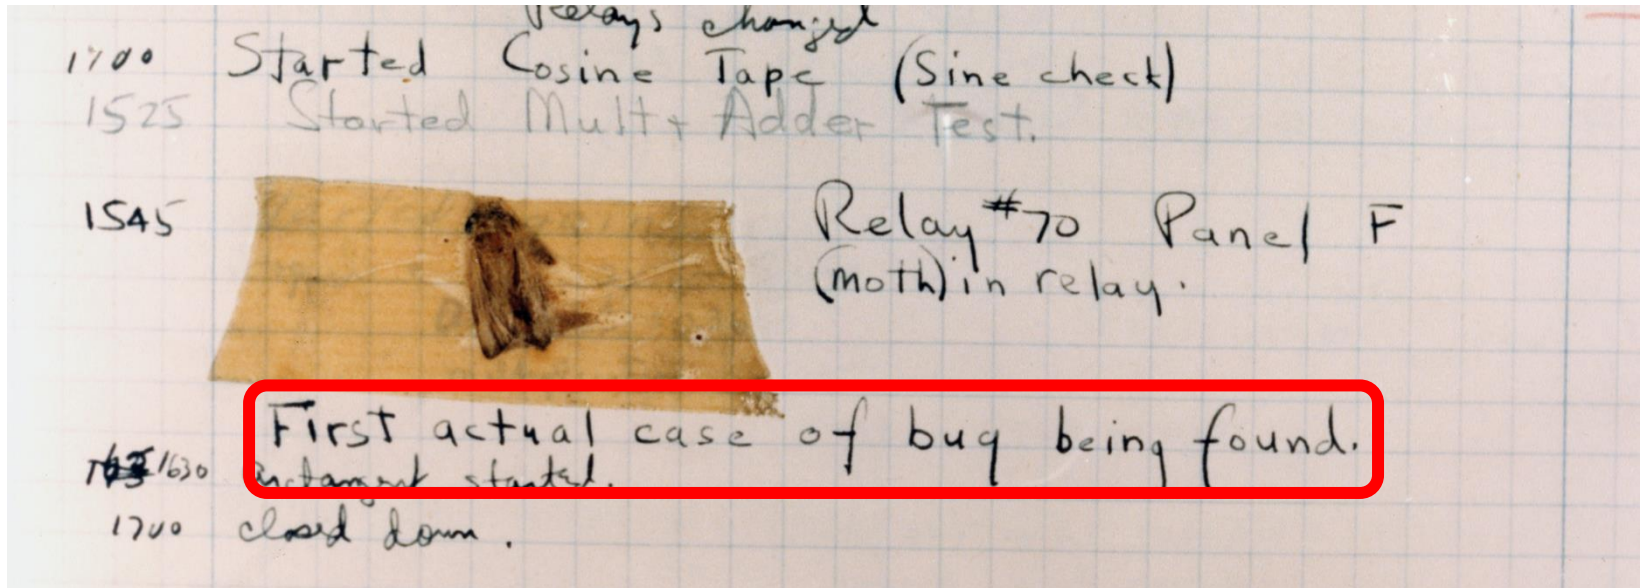 Relays changed
1700 Started Cosine Tape (Sine check)
1525 Started Mult + Adder Test.
1545 Relay #70 Panel F
(moth) in relay.
First actual case of bug being found.
1630 arctangent started.
1700 closed down.